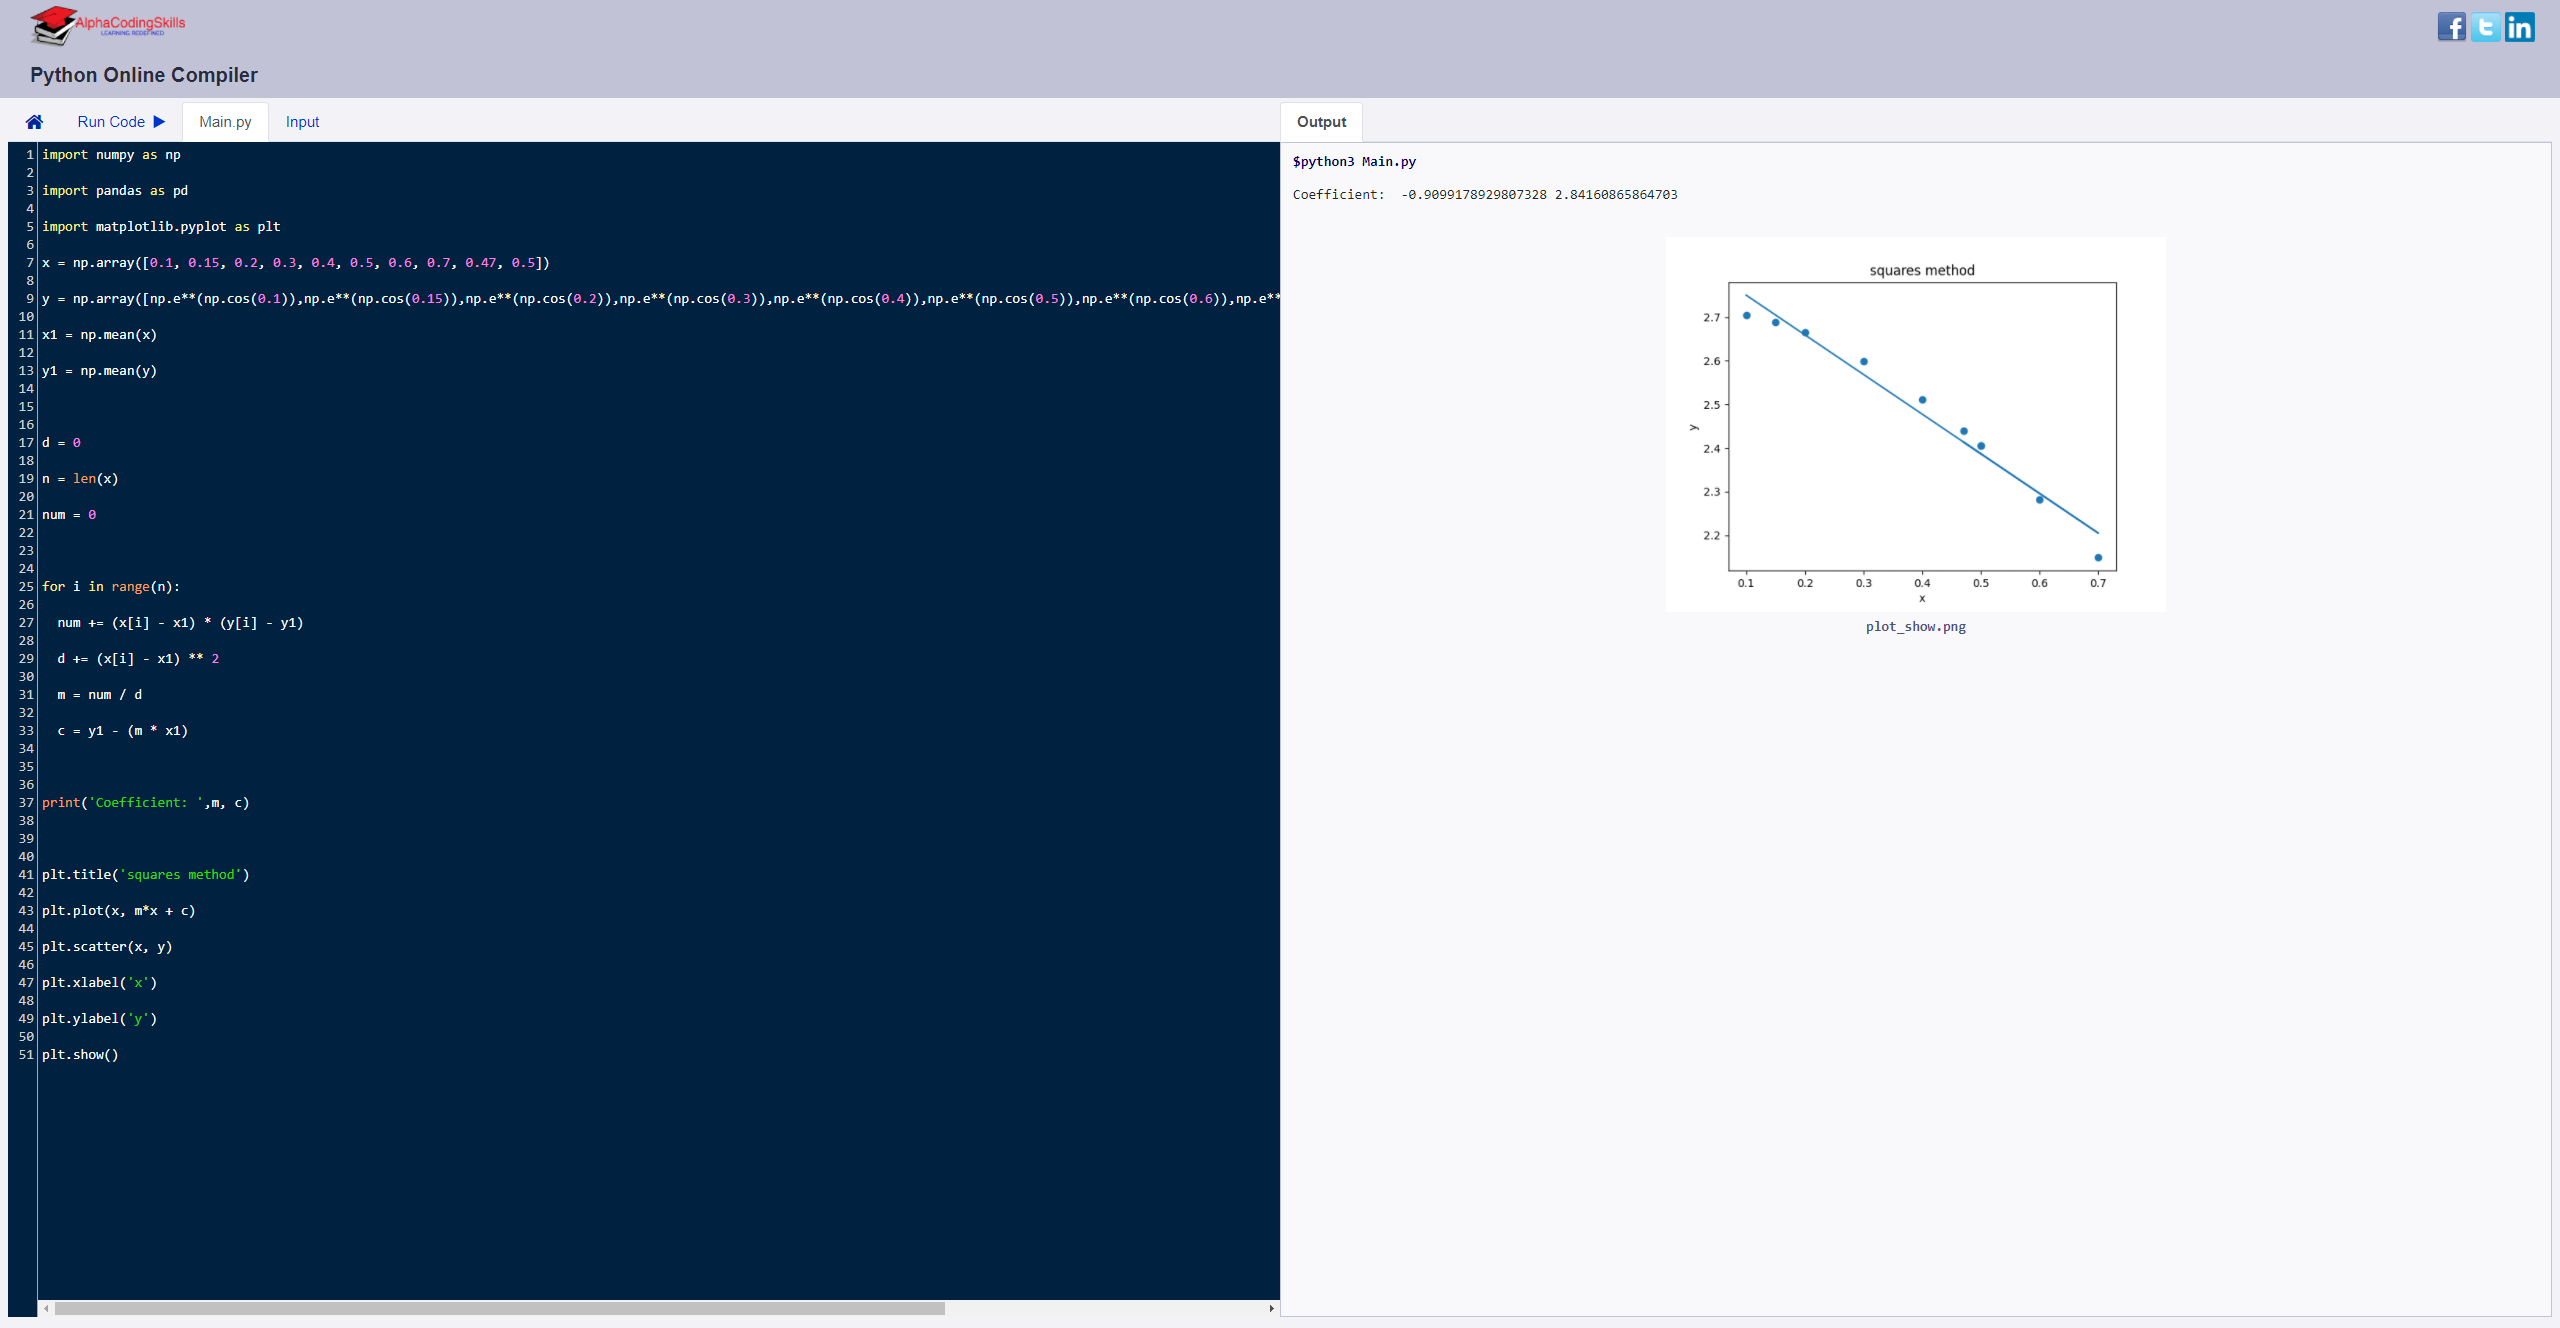 AlphaCodingSkills
LEARNING REDEFINED
Python Online Compiler
Run Code Main.py Input
1 import numpy as np
2
3 import pandas as pd
4
5 import matplotlib.pyplot as plt
6
7 x = np.array([0.1, 0.15, 0.2, 0.3, 0.4, 0.5, 0.6, 0.7, 0.47, 0.5])
8
9 y = np.array([np.e**(np.cos(0.1)),np.e**(np.cos(0.15)),np.e**(np.cos(0.2)),np.e**(np.cos(0.3)),np.e**(np.cos(0.4)),np.e**(np.cos(0.5)),np.e**(np.cos(0.6)),np.e**
10
11 x1 = np.mean(x)
12
13 y1 = np.mean(y)
14
15
16
17 d = 0
18
19 n = len(x)
20
21 num = 0
22
23
24
25 for i in range(n):
26
27   num += (x[i] - x1) * (y[i] - y1)
28
29   d += (x[i] - x1) ** 2
30
31   m = num / d
32
33   c = y1 - (m * x1)
34
35
36
37 print('Coefficient: ',m, c)
38
39
40
41 plt.title('squares method')
42
43 plt.plot(x, m*x + c)
44
45 plt.scatter(x, y)
46
47 plt.xlabel('x')
48
49 plt.ylabel('y')
50
51 plt.show()
Output
$python3 Main.py
Coefficient:  -0.9099178929807328 2.84160865864703
squares method
2.7
2.6
2.5
2.4
2.3
2.2
y
0.1 0.2 0.3 0.4 0.5 0.6 0.7
x
plot_show.png